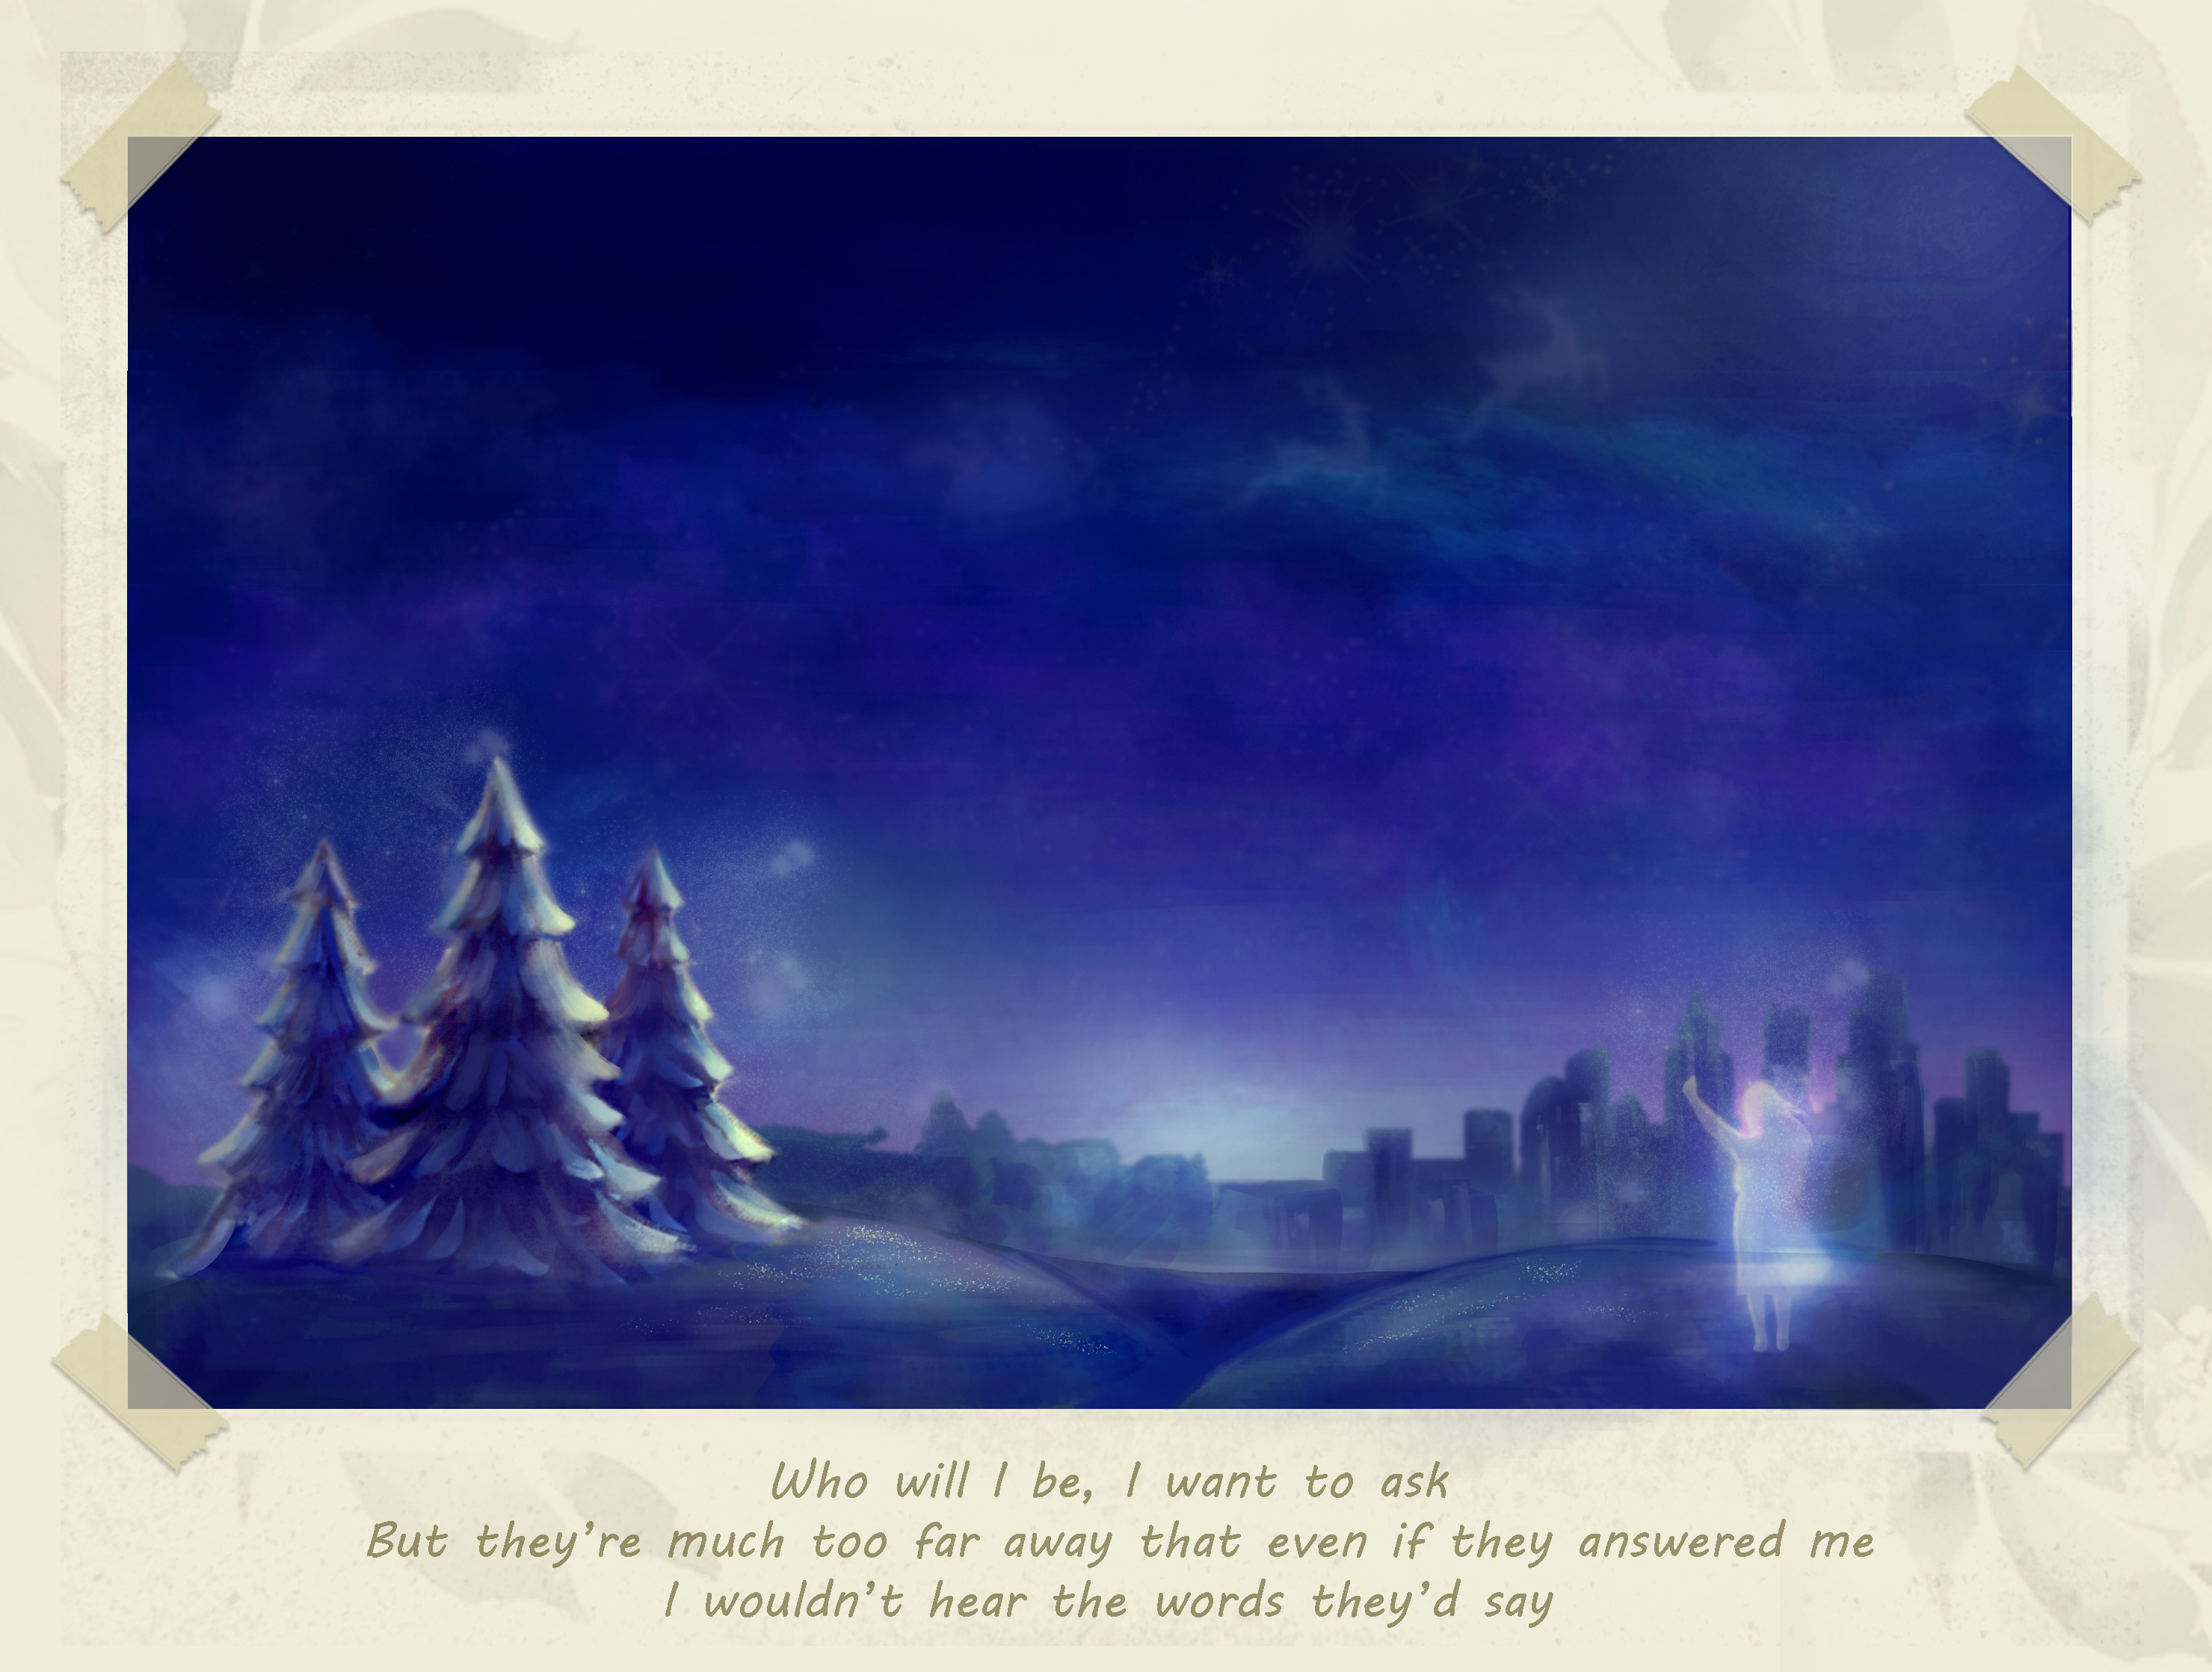 Who will I be, I want to ask
But they’re much too far away that even if they answered me
I wouldn’t hear the words they’d say